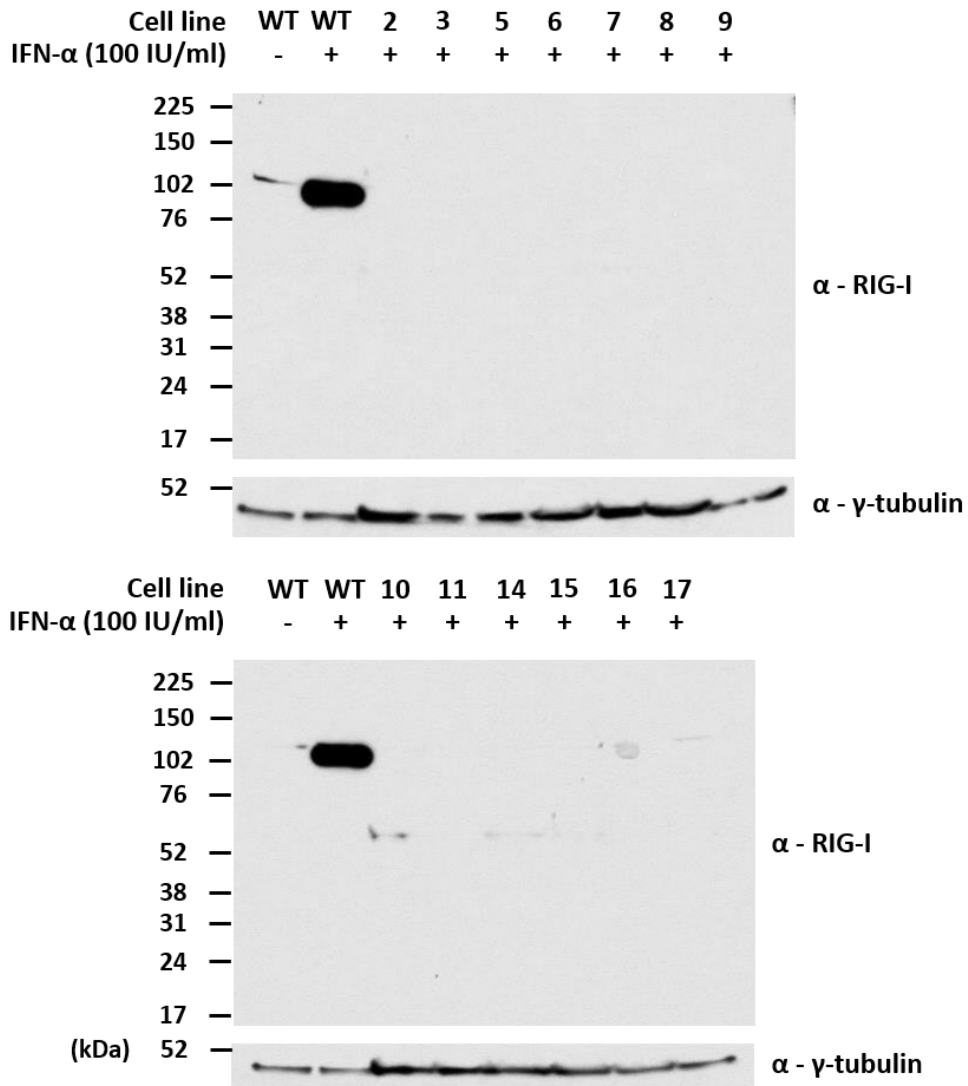 Cell line WT WT 2 3 5 6 7 8 9
IFN-α (100 IU/ml) - + + + + + + + +
225
150
102
76
52
38
31
24
17
α - RIG-I
52
α - γ-tubulin
Cell line WT WT 10 11 14 15 16 17
IFN-α (100 IU/ml) - + + + + + + +
225
150
102
76
52
38
31
24
17
α - RIG-I
(kDa) 52
α - γ-tubulin